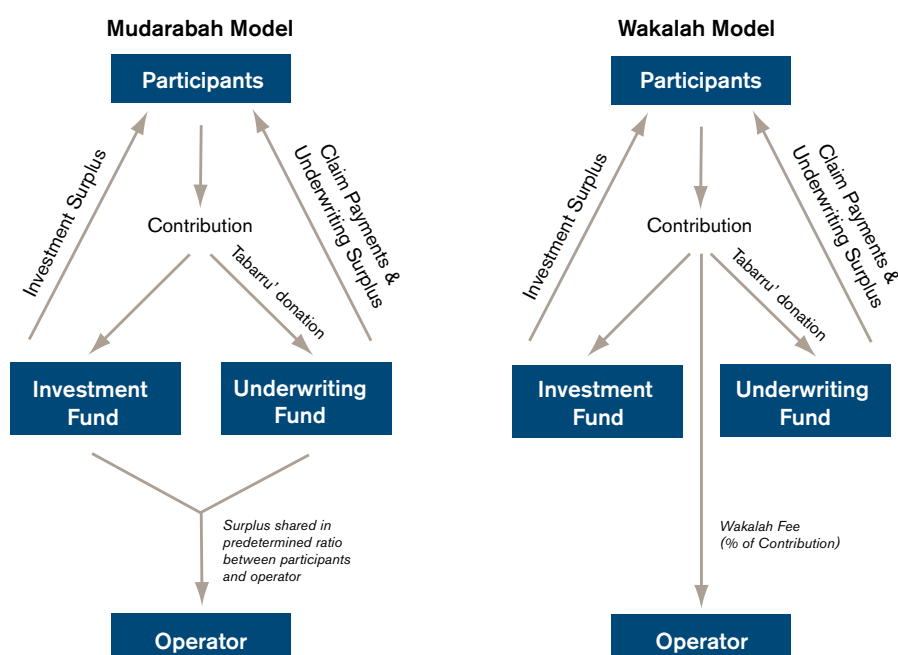 Mudarabah Model
Participants
Investment Surplus
Contribution
Tabarru' donation
Claim Payments &
Underwriting Surplus
Investment
Fund
Underwriting
Fund
Surplus shared in
predetermined ratio
between participants
and operator
Operator
Wakalah Model
Participants
Investment Surplus
Contribution
Tabarru' donation
Claim Payments &
Underwriting Surplus
Investment
Fund
Underwriting
Fund
Wakalah Fee
(% of Contribution)
Operator